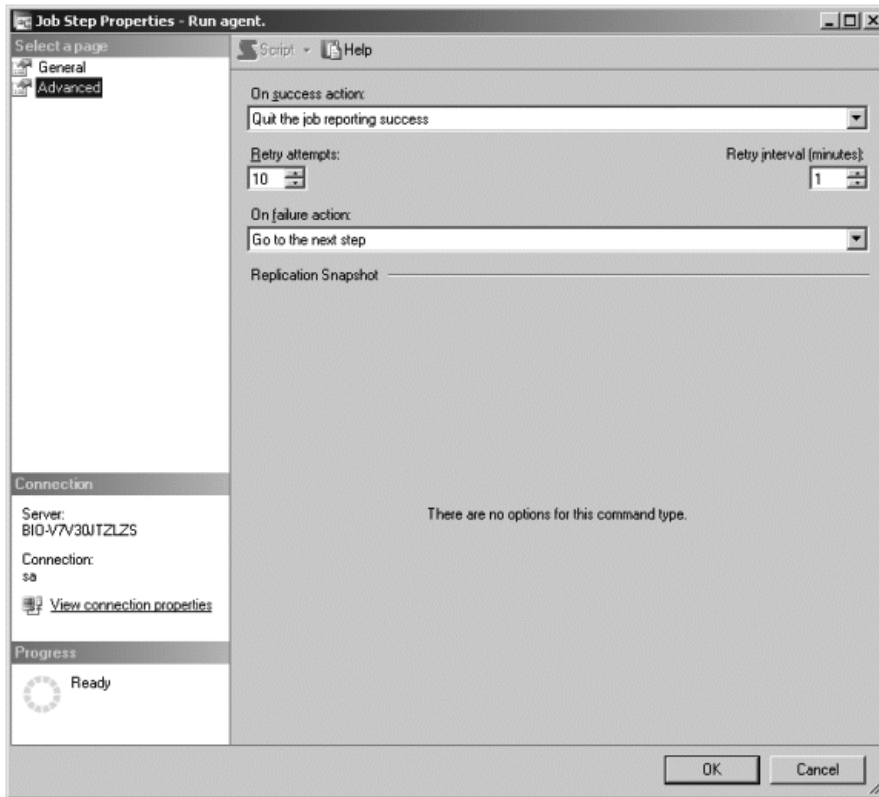 Job Step Properties - Run agent.
Select a page
General
Advanced
Script
Help
On success action:
Quit the job reporting success
Retry attempts:
Retry interval (minutes):
10
1
On failure action:
Go to the next step
Replication Snapshot
There are no options for this command type.
Connection
Server:
BIO-V7V30JTZLZS
Connection:
sa
View connection properties
Progress
Ready
OK
Cancel